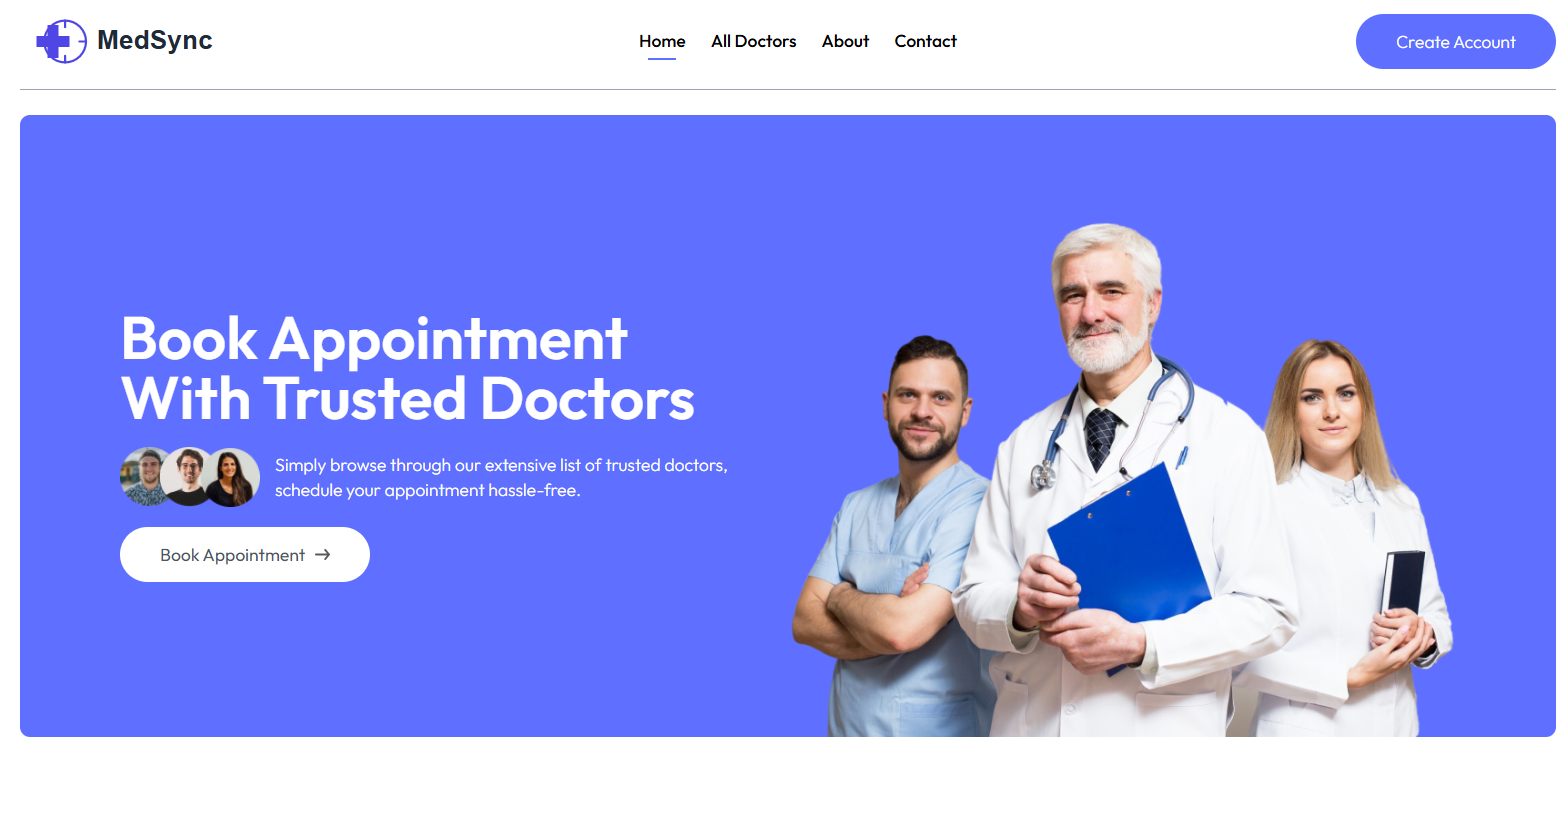 MedSync
Home
All Doctors
About
Contact
Create Account
Book Appointment
With Trusted Doctors
Simply browse through our extensive list of trusted doctors,
schedule your appointment hassle-free.
Book Appointment →